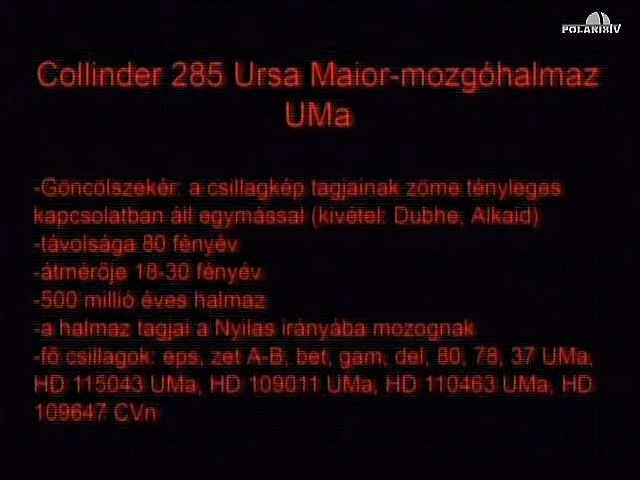 POLARIS TV
Collinder 285 Ursa Maior-mozgóhalmaz
UMa
-Göncölszekér: a csillagkép tagjainak zöme tényleges
kapcsolatban áll egymással (kivétel: Dubhe, Alkaid)
-távolsága 80 fényév
-átmérője 18-30 fényév
-500 millió éves halmaz
-a halmaz tagjai a Nyilas irányába mozognak
-fő csillagok: eps, zet A-B, bet, gam, del, 80, 78, 37 UMa,
HD 115043 UMa, HD 109011 UMa, HD 110463 UMa, HD
109647 CVn